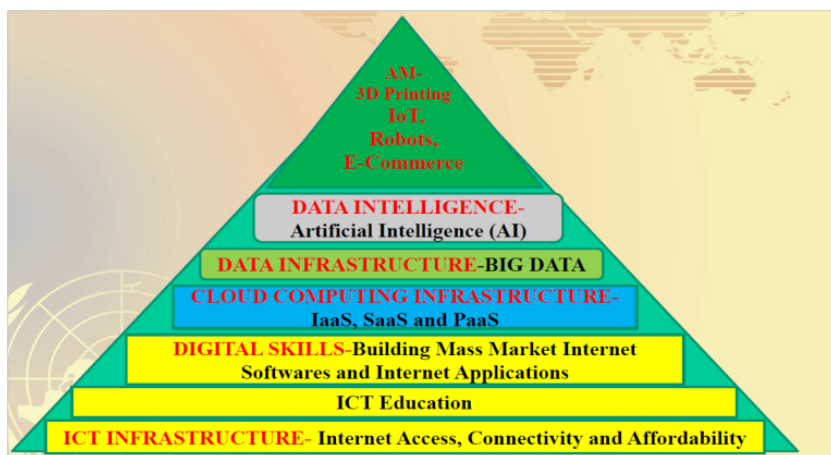 AM-
3D Printing
IoT,
Robots,
E-Commerce
DATA INTELLIGENCE-
Artificial Intelligence (AI)
DATA INFRASTRUCTURE-BIG DATA
CLOUD COMPUTING INFRASTRUCTURE-
IaaS, SaaS and PaaS
DIGITAL SKILLS-Building Mass Market Internet
Softwares and Internet Applications
ICT Education
ICT INFRASTRUCTURE- Internet Access, Connectivity and Affordability